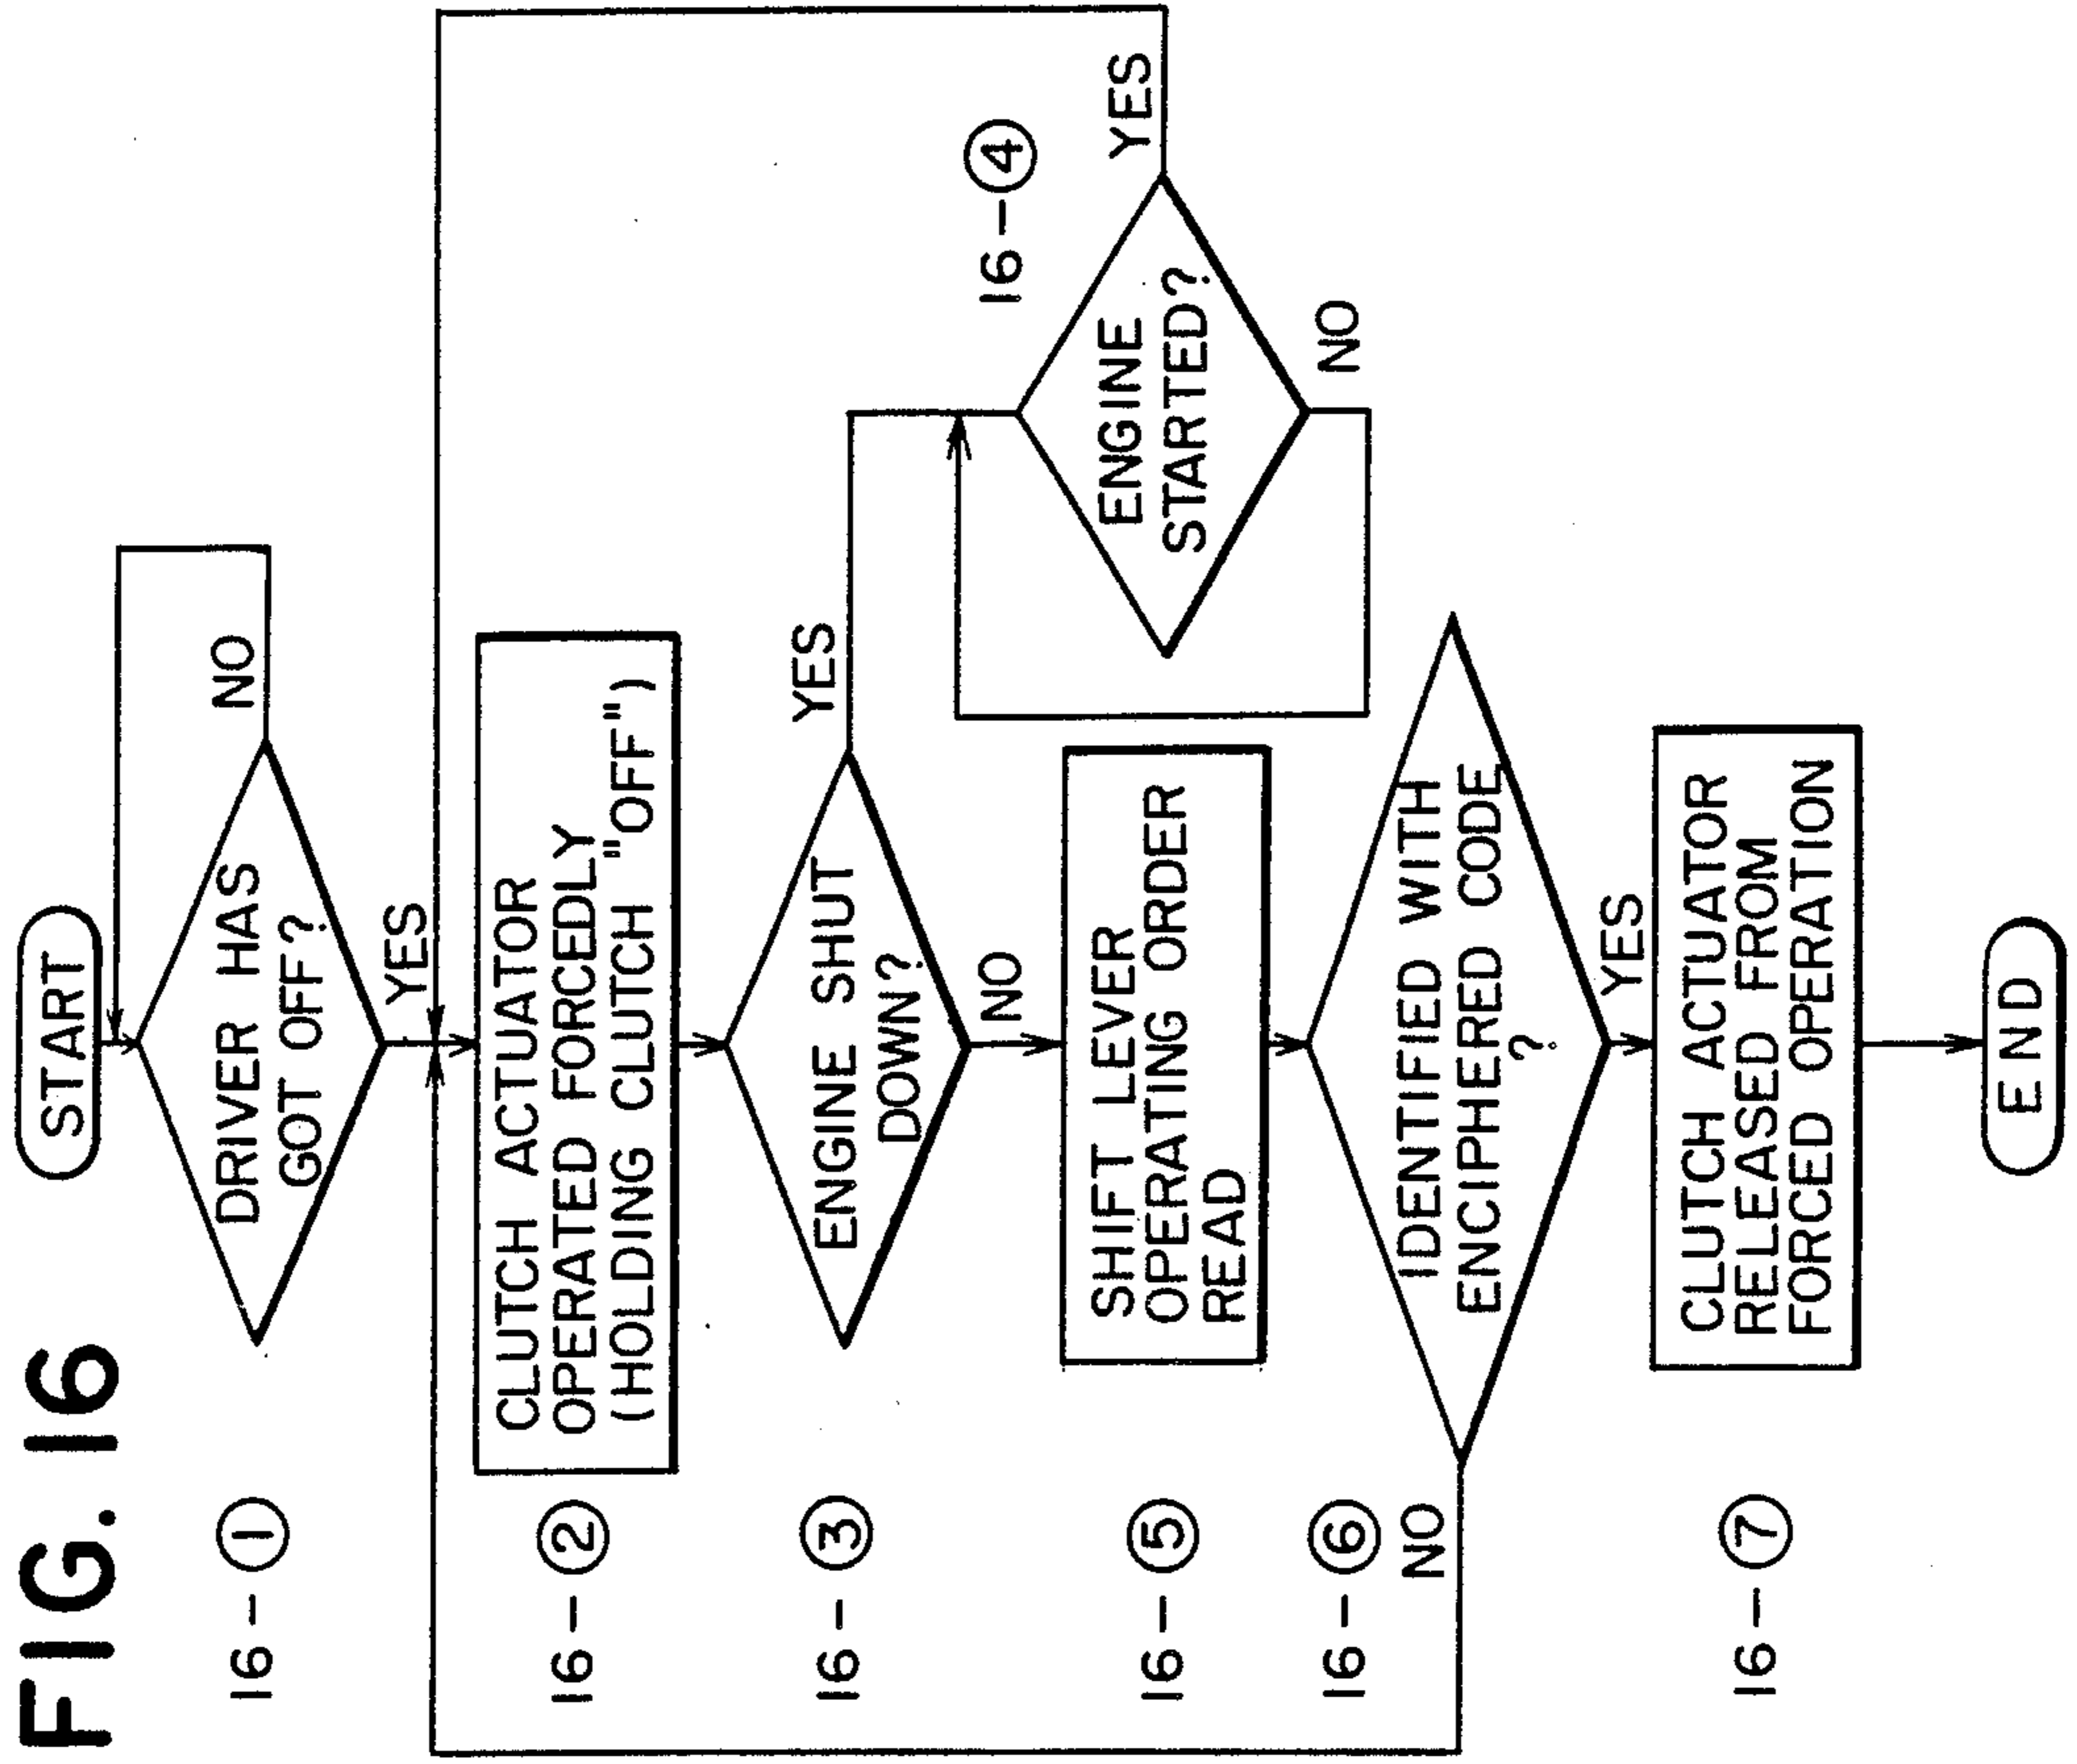 FIG. 16
START
16-①
DRIVER HAS
GOT OFF?
NO
YES
16-②
CLUTCH ACTUATOR
OPERATED FORCEDLY
(HOLDING CLUTCH "OFF")
16-③
ENGINE SHUT
DOWN?
YES
NO
16-④
ENGINE
STARTED?
YES
NO
16-⑤
SHIFT LEVER
OPERATING ORDER
READ
16-⑥
IDENTIFIED WITH
ENCIPHERED CODE
?
NO
YES
16-⑦
CLUTCH ACTUATOR
RELEASED FROM
FORCED OPERATION
END